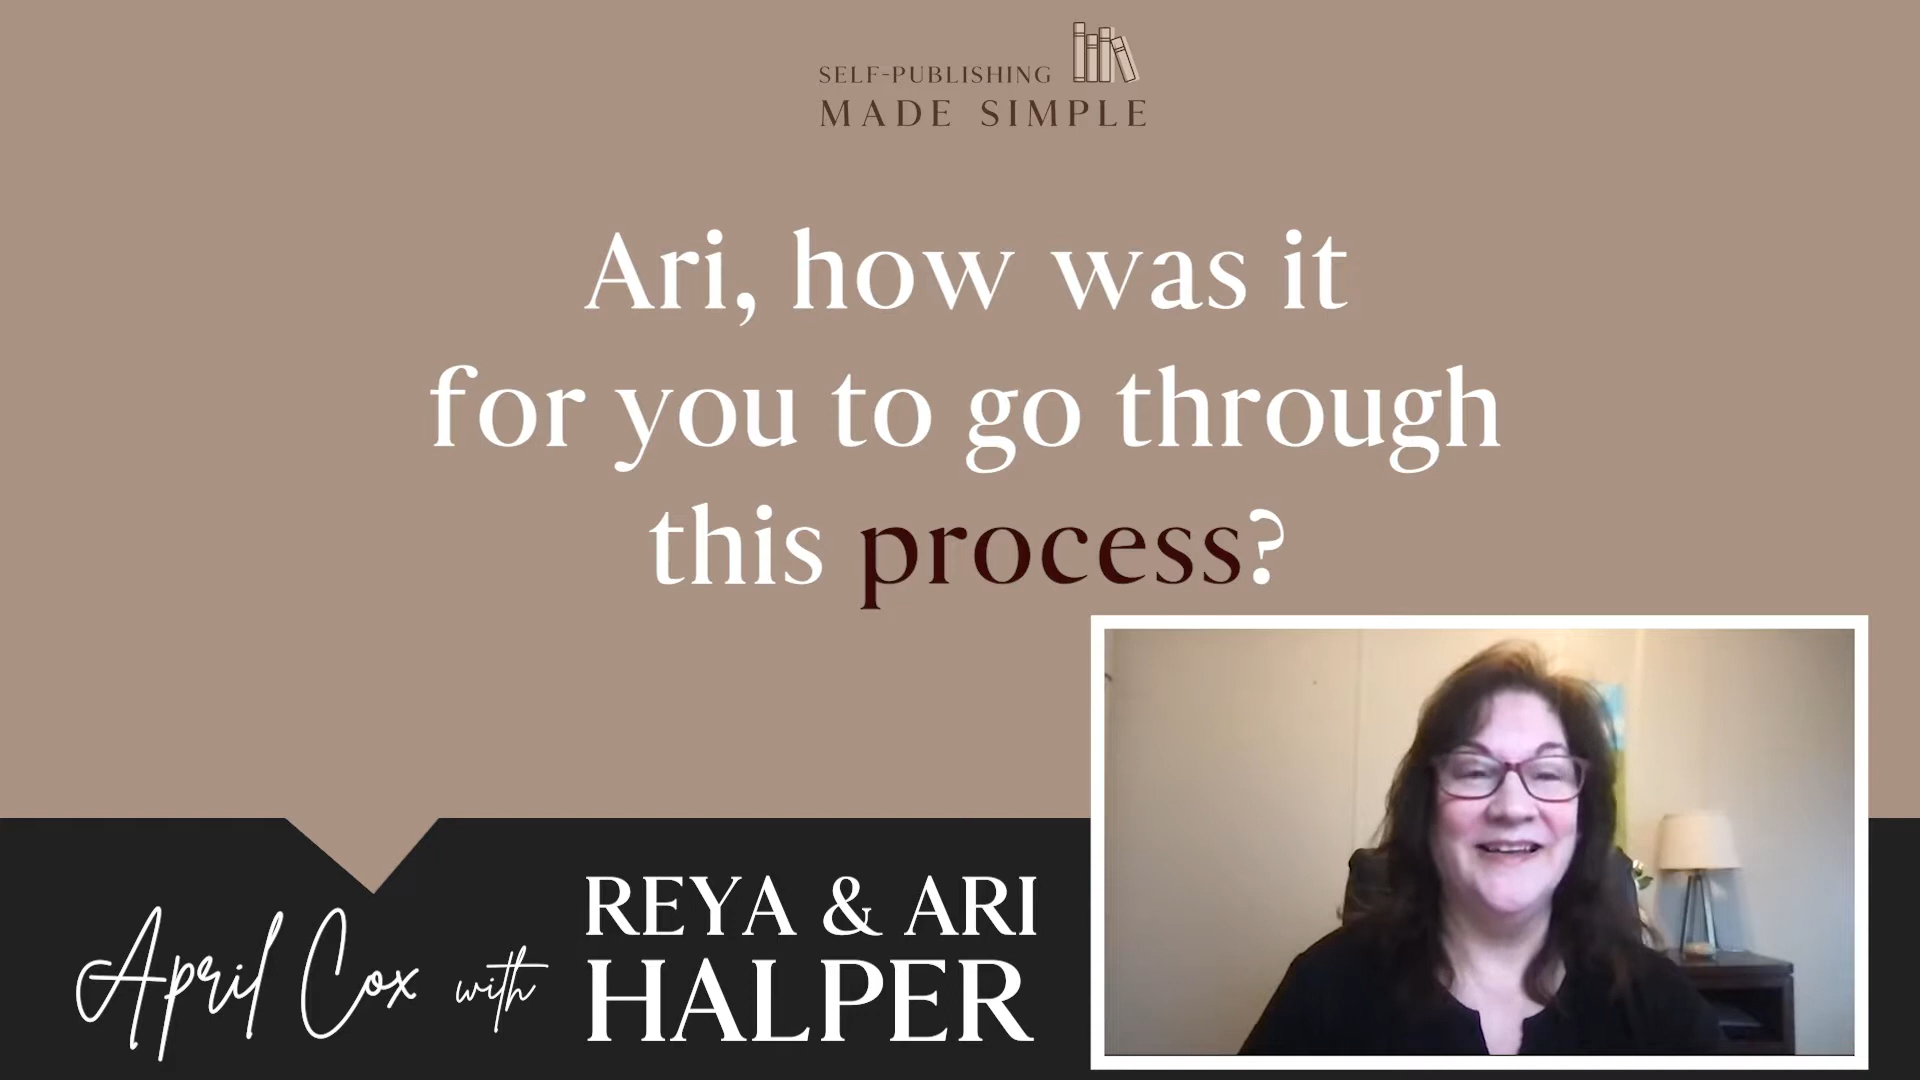 SELF-PUBLISHING
MADE SIMPLE
Ari, how was it
for you to go through
this process?
April Cox with
REYA & ARI
HALPER